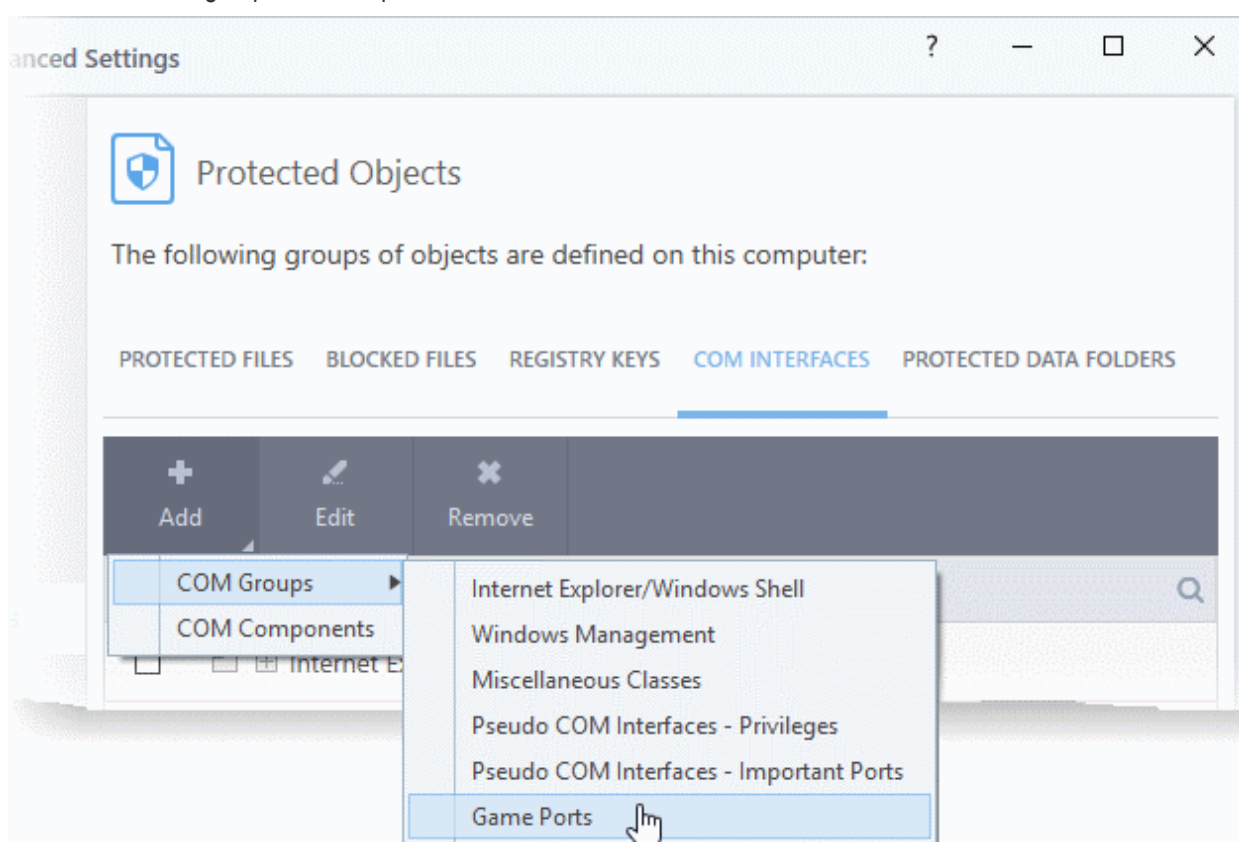 anced Settings ?
Protected Objects
The following groups of objects are defined on this computer:
PROTECTED FILES BLOCKED FILES REGISTRY KEYS COM INTERFACES PROTECTED DATA FOLDERS
Add Edit Remove
COM Groups
COM Components
Internet Ex
Internet Explorer/Windows Shell
Windows Management
Miscellaneous Classes
Pseudo COM Interfaces - Privileges
Pseudo COM Interfaces - Important Ports
Game Ports